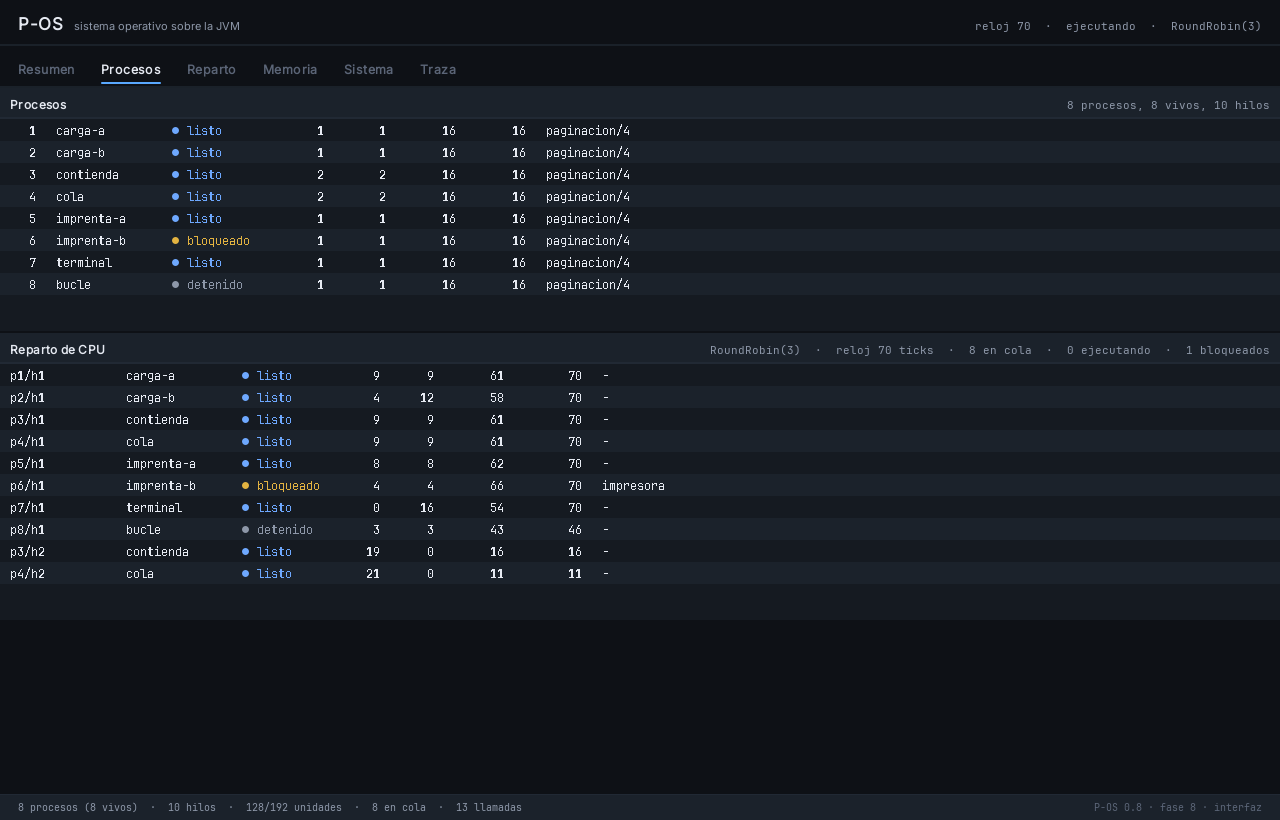 P-OS sistema operativo sobre la JVM reloj 70 · ejecutando · RoundRobin(3)
Resumen Procesos Reparto Memoria Sistema Traza
Procesos 8 procesos, 8 vivos, 10 hilos
1 carga-a listo 1 1 16 16 paginacion/4
2 carga-b listo 1 1 16 16 paginacion/4
3 contienda listo 2 2 16 16 paginacion/4
4 cola listo 2 2 16 16 paginacion/4
5 imprenta-a listo 1 1 16 16 paginacion/4
6 imprenta-b bloqueado 1 1 16 16 paginacion/4
7 terminal listo 1 1 16 16 paginacion/4
8 bucle detenido 1 1 16 16 paginacion/4
Reparto de CPU RoundRobin(3) · reloj 70 ticks · 8 en cola · 0 ejecutando · 1 bloqueados
p1/h1 carga-a listo 9 9 61 70 -
p2/h1 carga-b listo 4 12 58 70 -
p3/h1 contienda listo 9 9 61 70 -
p4/h1 cola listo 9 9 61 70 -
p5/h1 imprenta-a listo 8 8 62 70 -
p6/h1 imprenta-b bloqueado 4 4 66 70 impresora
p7/h1 terminal listo 0 16 54 70 -
p8/h1 bucle detenido 3 3 43 46 -
p3/h2 contienda listo 19 0 16 16 -
p4/h2 cola listo 21 0 11 11 -
8 procesos (8 vivos) · 10 hilos · 128/192 unidades · 8 en cola · 13 llamadas P-OS 0.8 · fase 8 · interfaz